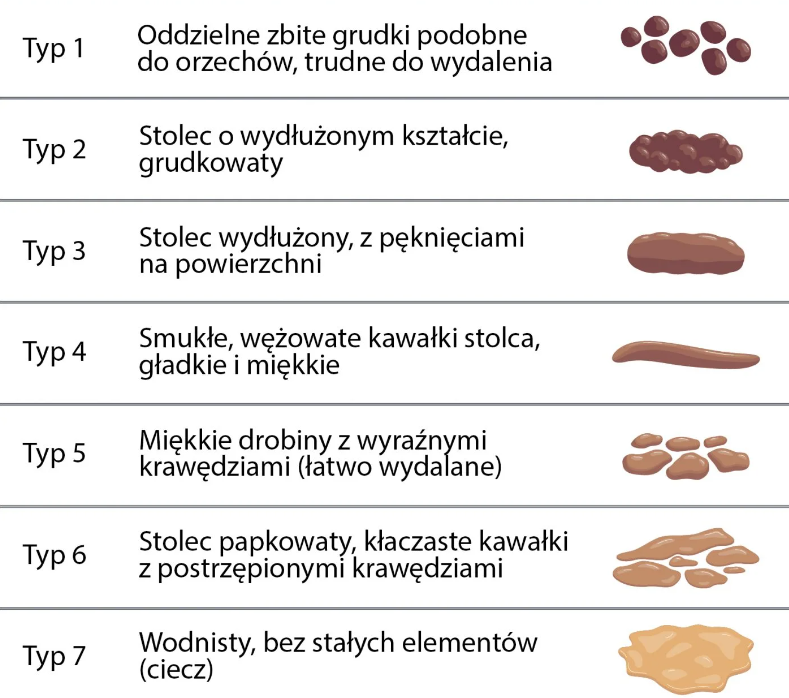 Typ 1
Oddzielne zbite grudki podobne
do orzechów, trudne do wydalenia
Typ 2
Stolec o wydłużonym kształcie,
grudkowaty
Typ 3
Stolec wydłużony, z pęknięciami
na powierzchni
Typ 4
Smukłe, wężowate kawałki stolca,
gładkie i miękkie
Typ 5
Miękkie drobiny z wyraźnymi
krawędziami (łatwo wydalane)
Typ 6
Stolec papkowaty, kłaczaste kawałki
z postrzępionymi krawędziami
Typ 7
Wodnisty, bez stałych elementów
(ciecz)